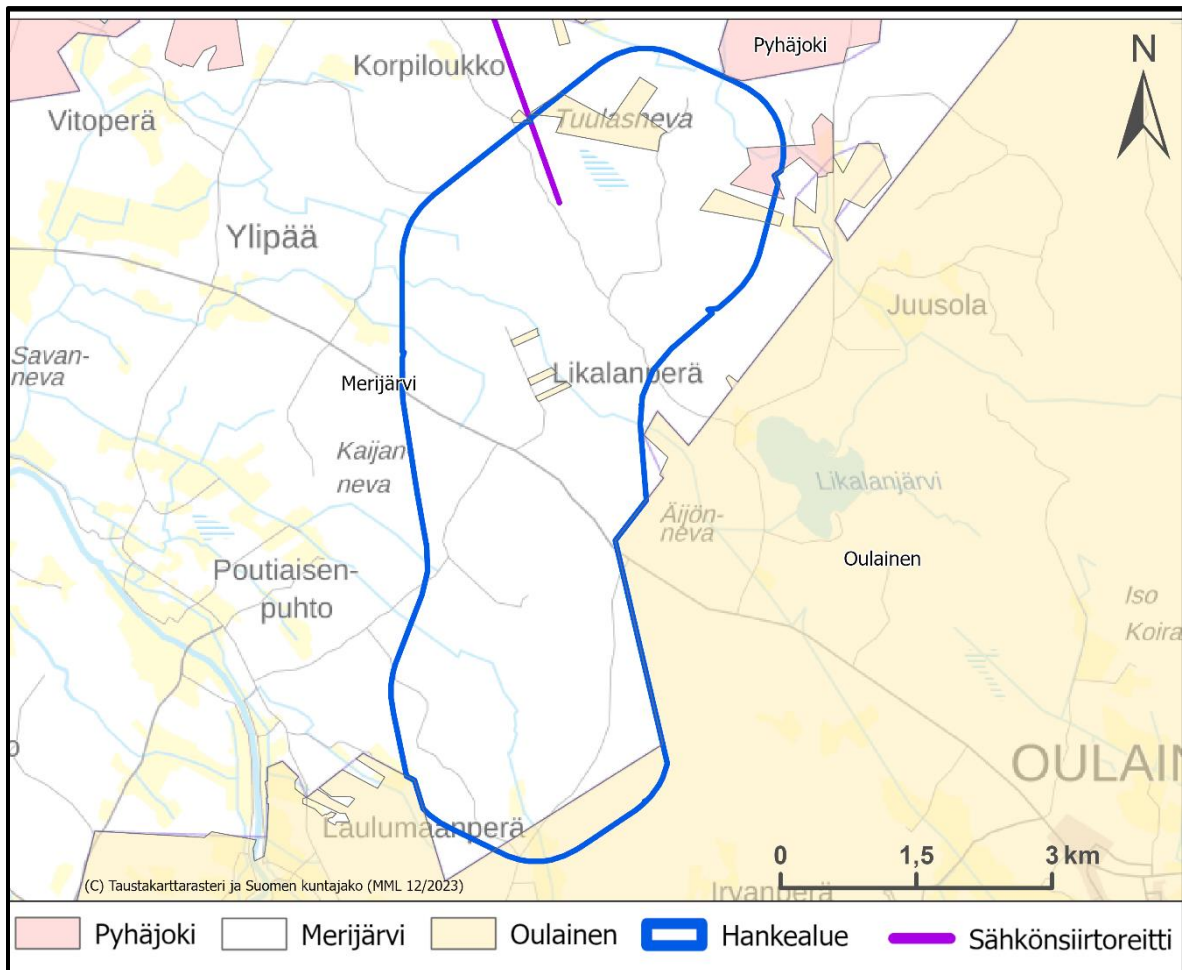 Pyhäjoki
N
Korpiloukko
Vitoperä
Tuulasneva
Ylipää
Juusola
Savan-
neva
Likalanperä
Merijärvi
Kaijan
neva
Likalanjärvi
Äijön-
neva
Oulainen
Poutiaisen-
puhto
Iso
Koira
OULAIN
Laulumaanperä
0 1,5 3 km
(C) Taustakarttarasteri ja Suomen kuntajako (MML 12/2023)
Irvanperä
Pyhäjoki Merijärvi Oulainen Hankealue Sähkönsiirtoreitti